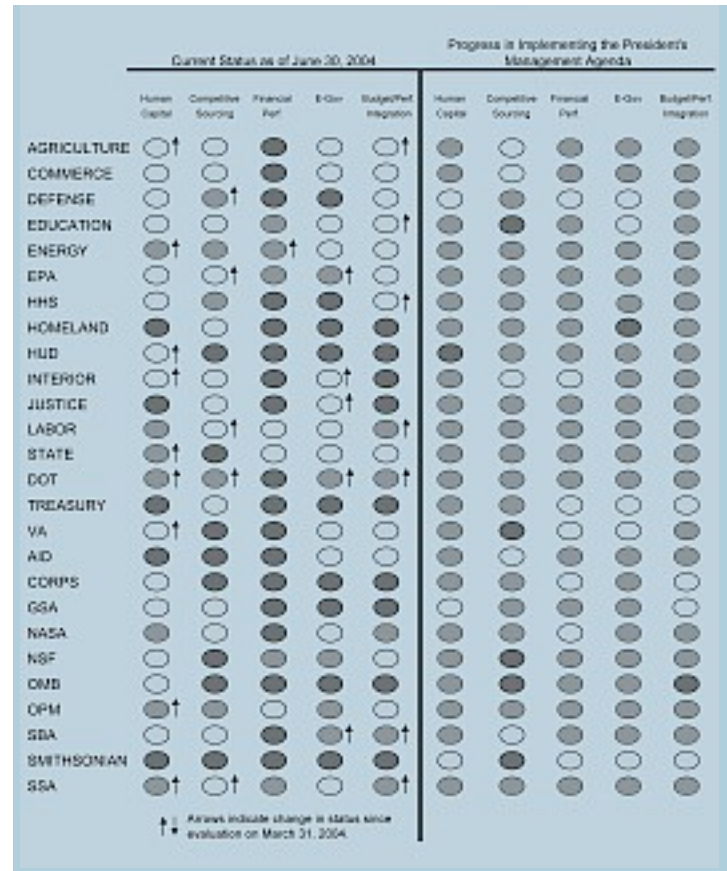 Current Status as of June 30, 2004
Progress in Implementing the President's
Management Agenda
Human Capital
Competitive Sourcing
Financial Perf.
E-Gov
Budget/Perf. Integration
Human Capital
Competitive Sourcing
Financial Perf.
E-Gov
Budget/Perf. Integration
AGRICULTURE
COMMERCE
DEFENSE
EDUCATION
ENERGY
EPA
HHS
HOMELAND
HUD
INTERIOR
JUSTICE
LABOR
STATE
DOT
TREASURY
VA
AID
CORPS
GSA
NASA
NSF
OMB
OPM
SBA
SMITHSONIAN
SSA
Arrows indicate change in status since
evaluation on March 31, 2004.